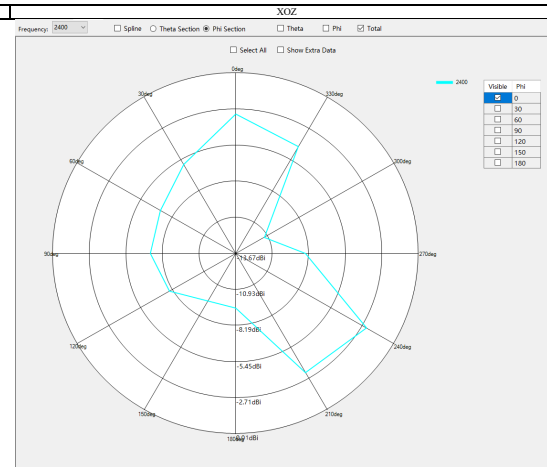 XOZ
Frequency: 2400 Spline Theta Section Phi Section Theta Phi Total
Select All Show Extra Data
0deg
2400
Visible Phi
0
30
60
90
120
150
180
30deg
330deg
60deg
300deg
90deg
270deg
-13.67dBi
-10.93dBi
-8.19dBi
120deg
240deg
-5.45dBi
-2.71dBi
150deg
210deg
180deg